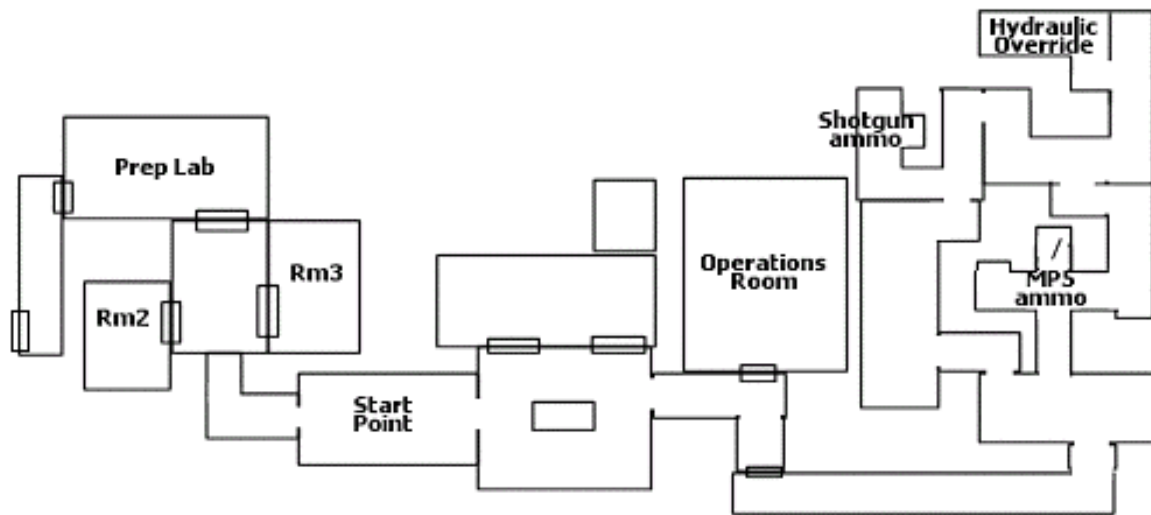 Hydraulic
Override
Shotgun
ammo
Prep Lab
Rm3
Operations
Room
MP5
ammo
Rm2
Start
Point